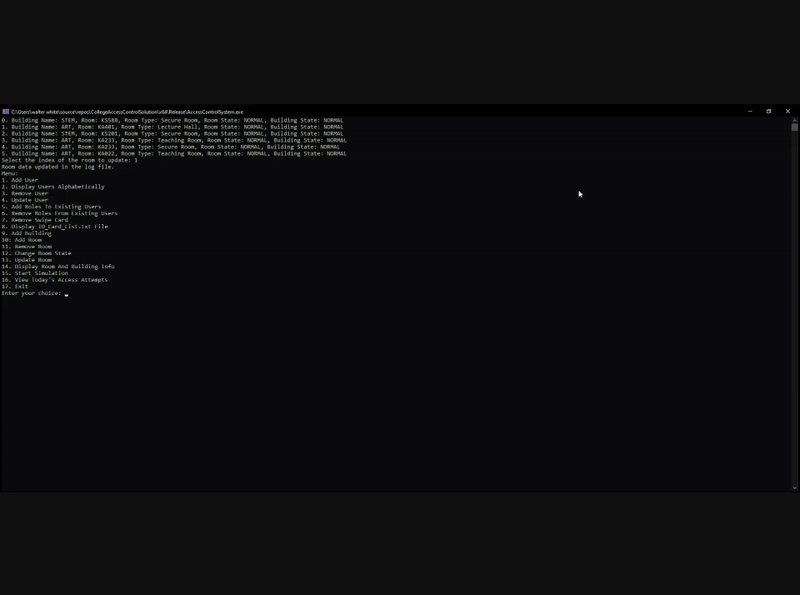 C:\Users\walter white\source\repos\CollegeAccessControlSolution\x64\Release\AccessControlSystem.exe
0. Building Name: STEM, Room: KS588, Room Type: Secure Room, Room State: NORMAL, Building State: NORMAL
1. Building Name: ART, Room: KA401, Room Type: Lecture Hall, Room State: NORMAL, Building State: NORMAL
2. Building Name: STEM, Room: KS201, Room Type: Secure Room, Room State: NORMAL, Building State: NORMAL
3. Building Name: ART, Room: KA233, Room Type: Teaching Room, Room State: NORMAL, Building State: NORMAL
4. Building Name: ART, Room: KA233, Room Type: Secure Room, Room State: NORMAL, Building State: NORMAL
5. Building Name: ART, Room: KA022, Room Type: Teaching Room, Room State: NORMAL, Building State: NORMAL
Select the index of the room to update: 1
Room data updated in the log file.
Menu:
1. Add User
2. Display Users Alphabetically
3. Remove User
4. Update User
5. Add Roles To Existing Users
6. Remove Roles From Existing Users
7. Remove Swipe Card
8. Display ID_Card_List.txt File
9. Add Building
10: Add Room
11. Remove Room
12. Change Room State
13. Update Room
14. Display Room And Building Info
15. Start Simulation
16. View Today's Access Attempts
17. Exit
Enter your choice: